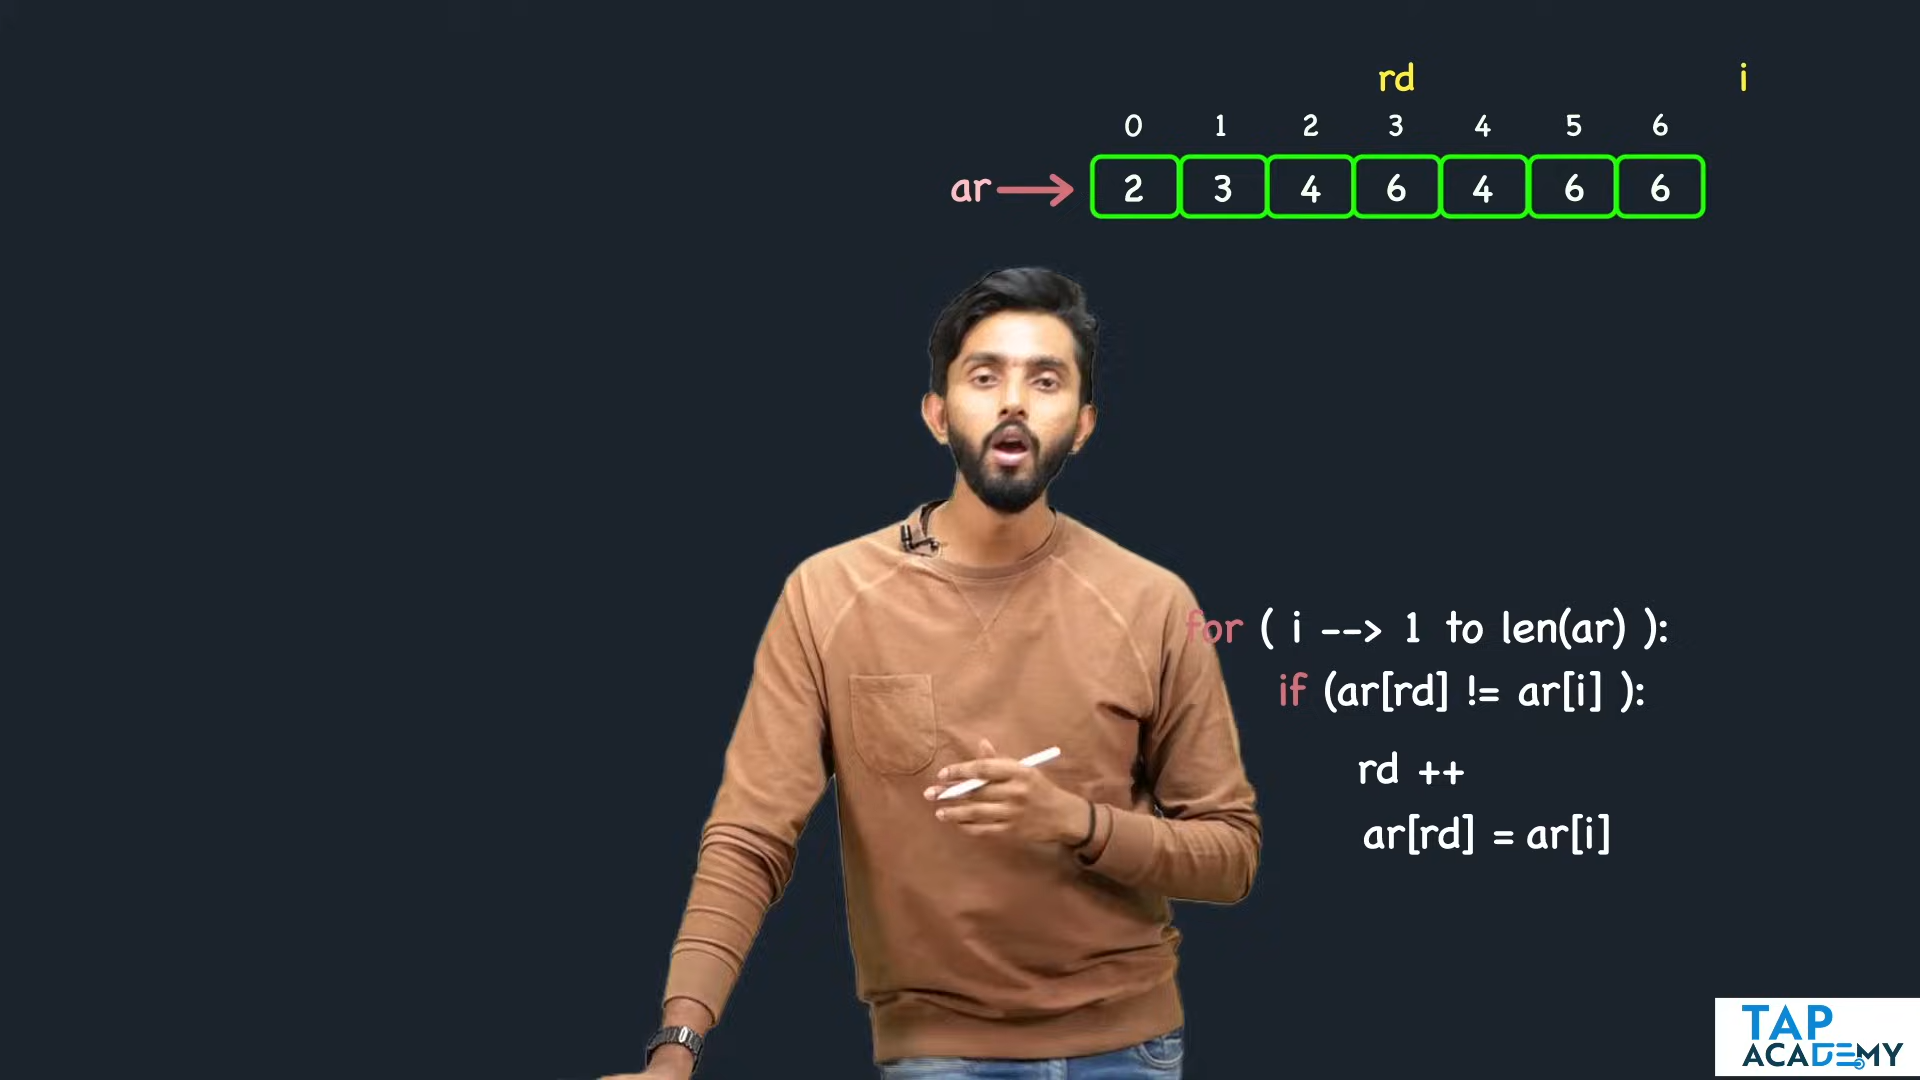 rd i
0 1 2 3 4 5 6
ar 2 3 4 6 4 6 6
for ( i --> 1 to len(ar) ):
if (ar[rd] != ar[i] ):
rd ++
ar[rd] = ar[i]
TAP
ACADEMY